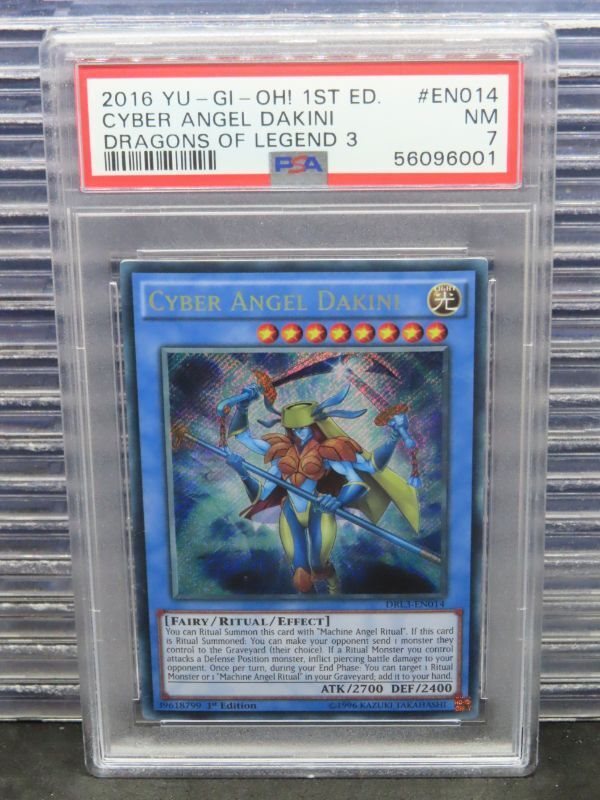 2016 YU-GI-OH! 1ST ED. #EN014
CYBER ANGEL DAKINI NM
DRAGONS OF LEGEND 3 7
PSA 56096001
CYBER ANGEL DAKINI
LIGHT
光
DRL3-EN014
[FAIRY/RITUAL/EFFECT]
You can Ritual Summon this card with "Machine Angel Ritual". If this card
is Ritual Summoned: You can make your opponent send 1 monster they
control to the Graveyard (their choice). If a Ritual Monster you control
attacks a Defense Position monster, inflict piercing battle damage to your
opponent. Once per turn, during your End Phase: You can target 1 Ritual
Monster or 1 "Machine Angel Ritual" in your Graveyard; add it to your hand.
ATK/2700 DEF/2400
39618799 1st Edition ©1996 KAZUKI TAKAHASHI